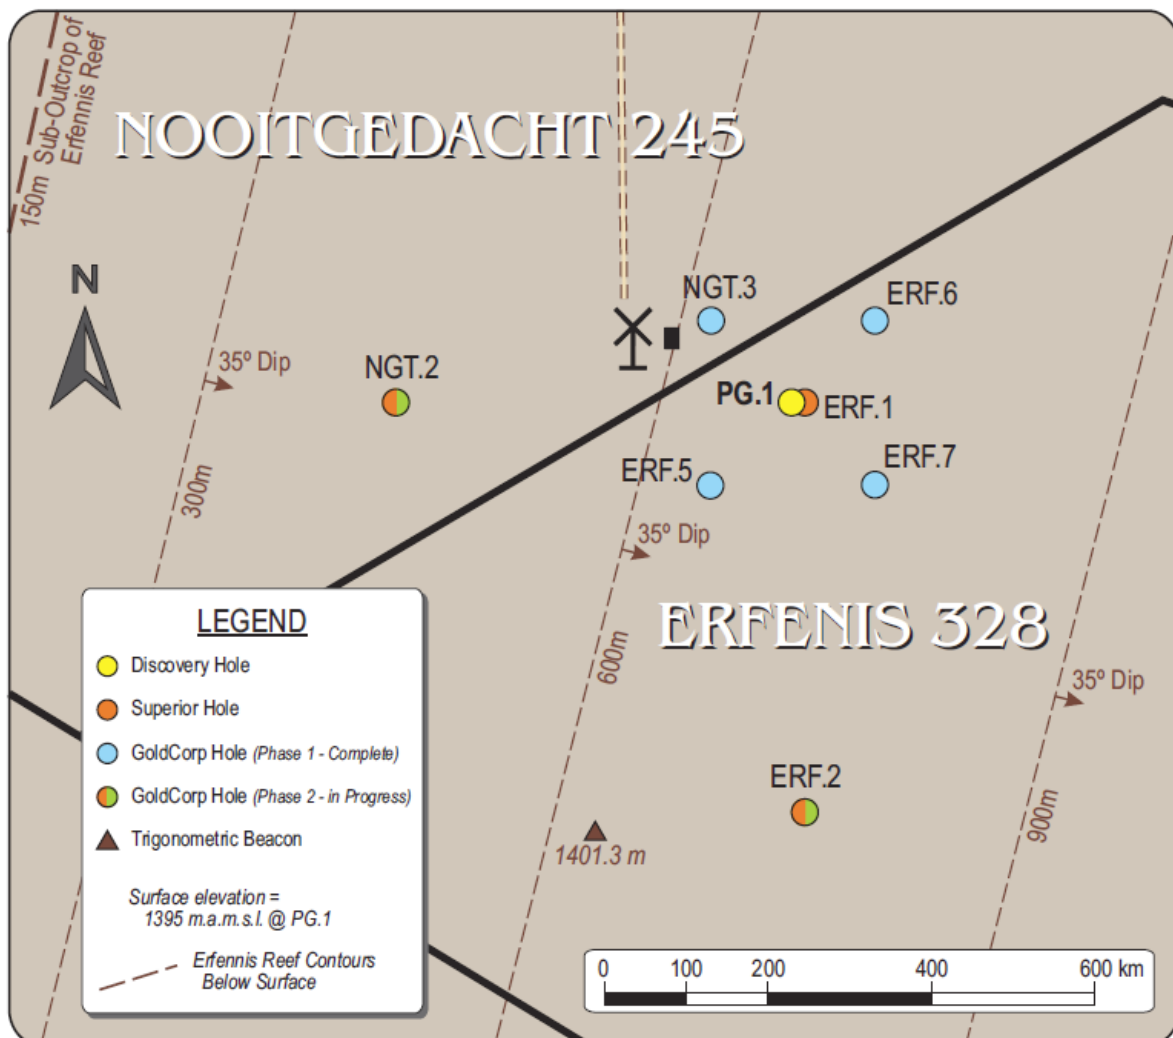 150m Sub-Outcrop of
Erfennis Reef
NOOITGEDACHT 245
N
NGT.3
ERF.6
35º Dip
NGT.2
PG.1
ERF.1
300m
ERF.5
ERF.7
35º Dip
ERFENIS 328
600m
35º Dip
ERF.2
900m
1401.3 m
LEGEND
Discovery Hole
Superior Hole
GoldCorp Hole (Phase 1 - Complete)
GoldCorp Hole (Phase 2 - in Progress)
Trigonometric Beacon
Surface elevation =
1395 m.a.m.s.l. @ PG.1
Erfennis Reef Contours
Below Surface
0 100 200 400 600 km